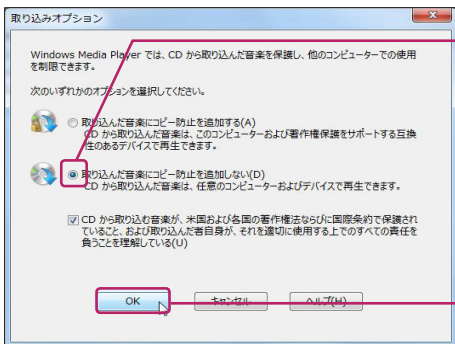 取り込みオプション
Windows Media Player では、CD から取り込んだ音楽を保護し、他のコンピューターでの使用
を制限できます。
次のいずれかのオプションを選択してください。
取り込んだ音楽にコピー防止を追加する(A)
CD から取り込んだ音楽は、このコンピューターおよび著作権保護をサポートする互換
性のあるデバイスで再生できます。
取り込んだ音楽にコピー防止を追加しない(D)
CD から取り込んだ音楽は、任意のコンピューターおよびデバイスで再生できます。
CD から取り込む音楽が、米国および各国の著作権法ならびに国際条約で保護され
ていること、および取り込んだ者自身が、それを適切に使用する上でのすべての責任を
負うことを理解している(U)
OK
キャンセル
ヘルプ(H)